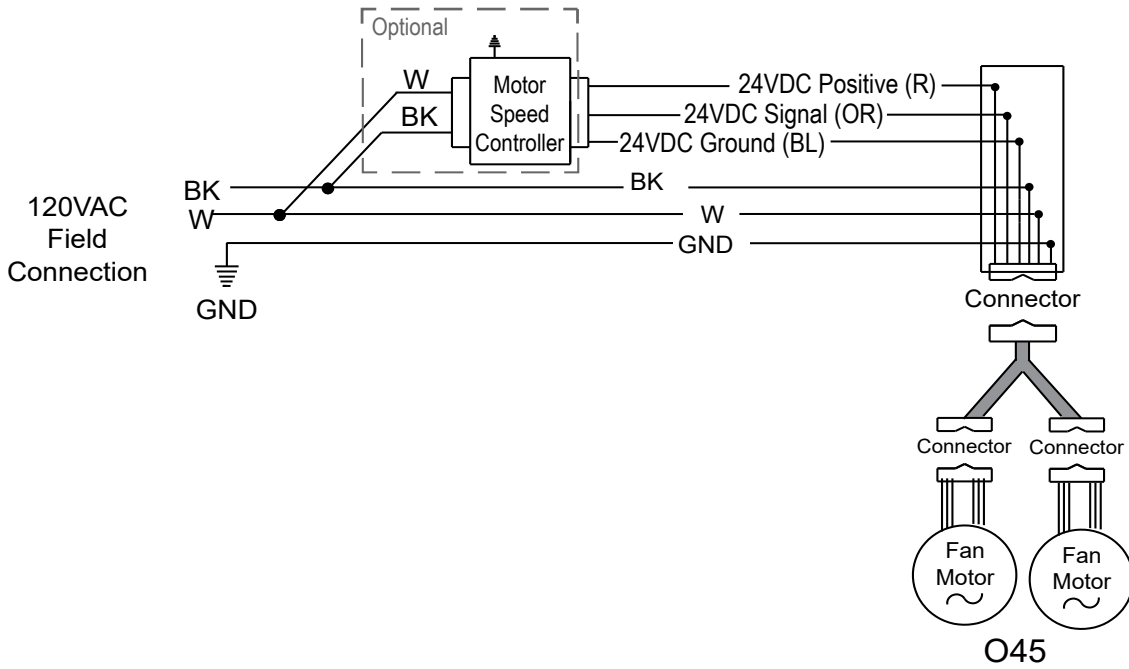 Optional
W
BK
Motor
Speed
Controller
24VDC Positive (R)
24VDC Signal (OR)
24VDC Ground (BL)
120VAC
Field
Connection
BK
BK
W
W
GND
GND
Connector
Connector
Connector
Fan
Motor
Fan
Motor
O45